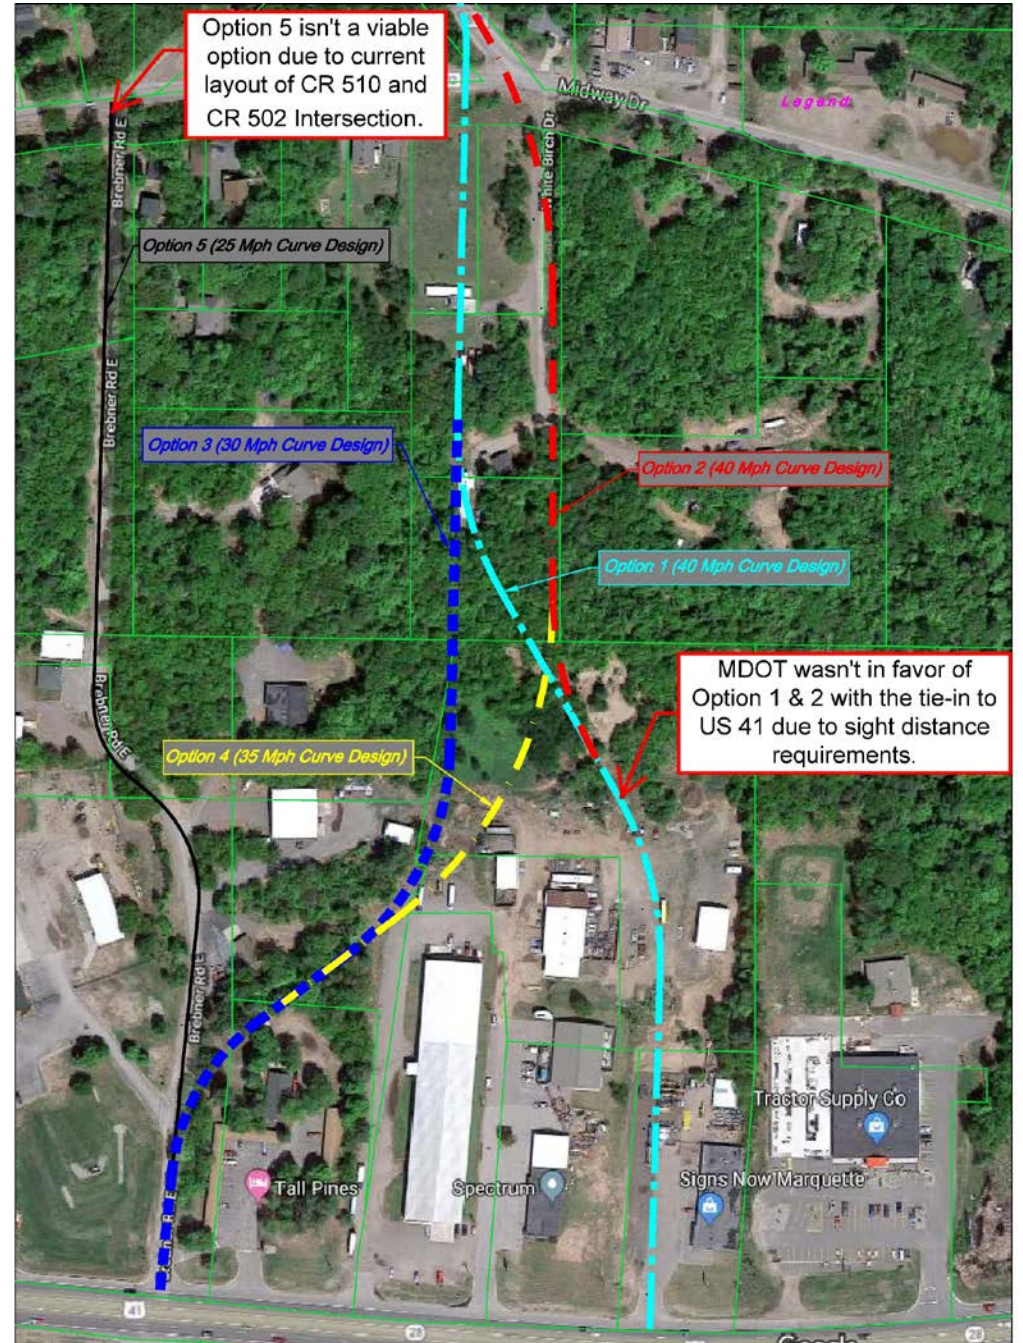 Option 5 isn't a viable
option due to current
layout of CR 510 and
CR 502 Intersection.
Midway Dr
Legend
Brebner Rd E
White Birch Dr
Option 5 (25 Mph Curve Design)
Brebner Rd E
Option 3 (30 Mph Curve Design)
Option 2 (40 Mph Curve Design)
Option 1 (40 Mph Curve Design)
MDOT wasn't in favor of
Option 1 & 2 with the tie-in to
US 41 due to sight distance
requirements.
Brebner Rd E
Option 4 (35 Mph Curve Design)
Brebner Rd E
Tractor Supply Co
Tall Pines
Spectrum
Signs Now Marquette
41
28
28
Google